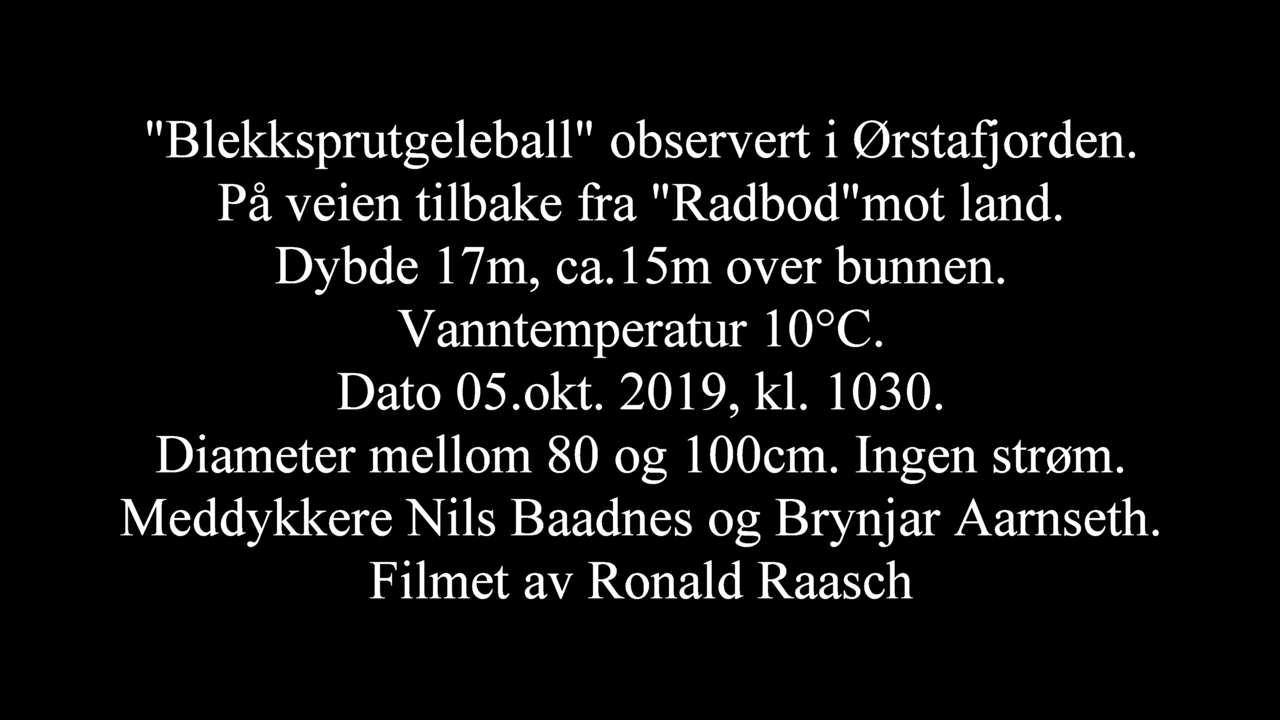 "Blekksprutgeleball" observert i Ørstafjorden.
På veien tilbake fra "Radbod"mot land.
Dybde 17m, ca.15m over bunnen.
Vanntemperatur 10°C.
Dato 05.okt. 2019, kl. 1030.
Diameter mellom 80 og 100cm. Ingen strøm.
Meddykkere Nils Baadnes og Brynjar Aarnseth.
Filmet av Ronald Raasch